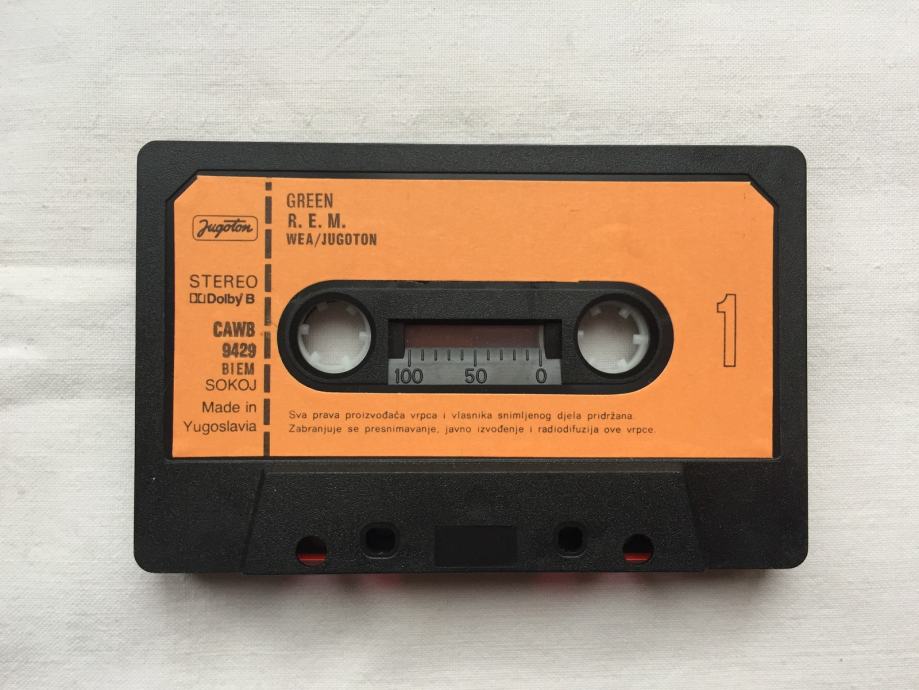 Jugoton
STEREO
Dolby B
CAWB
9429
BIEM
SOKOJ
Made in
Yugoslavia
GREEN
R. E. M.
WEA/JUGOTON
100 50 0
1
Sva prava proizvođača vrpca i vlasnika snimljenog djela pridržana.
Zabranjuje se presnimavanje, javno izvođenje i radiodifuzija ove vrpce.